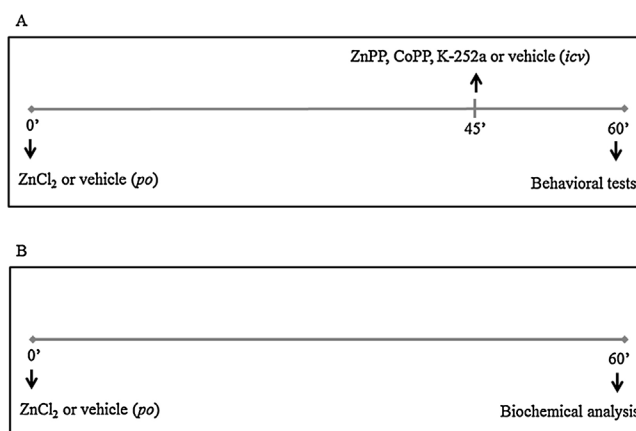 A
ZnPP, CoPP, K-252a or vehicle (icv)
0’ 45’ 60’
ZnCl₂ or vehicle (po) Behavioral tests
B
0’ 60’
ZnCl₂ or vehicle (po) Biochemical analysis